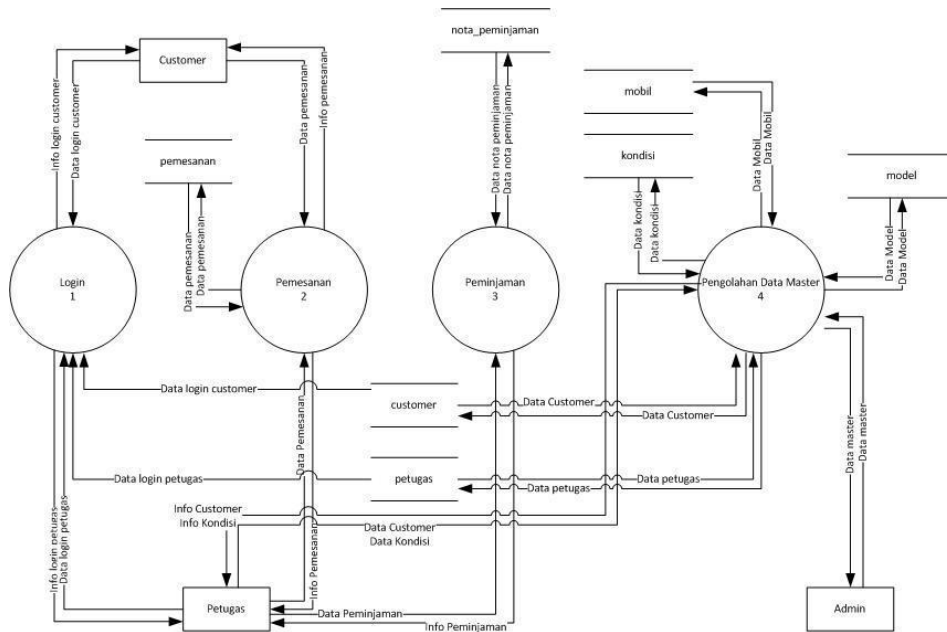 nota_peminjaman
Customer
mobil
Info login customer
Data login customer
Data pemesanan
Info pemesanan
Data nota peminjaman
Data nota peminjaman
Data Mobil
Data Mobil
pemesanan
kondisi
model
Data kondisi
Data kondisi
Data pemesanan
Data pemesanan
Data Model
Data Model
Login
1
Pemesanan
2
Peminjaman
3
Pengolahan Data Master
4
Data login customer
customer
Data Customer
Data Customer
Data Pemesanan
Data master
Data master
Data login petugas
petugas
Data petugas
Data petugas
Info Customer
Info Kondisi
Data Customer
Data Kondisi
Info login petugas
Data login petugas
Info Pemesanan
Petugas
Data Peminjaman
Info Peminjaman
Admin